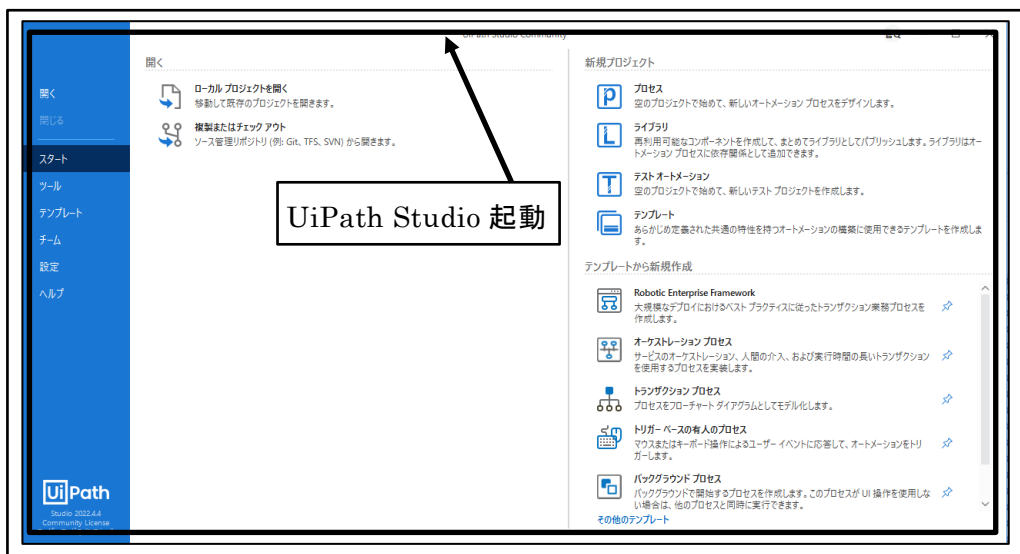 UiPath Studio Community
開く
閉じる
スタート
ツール
テンプレート
チーム
設定
ヘルプ
UiPath
Studio 2022.4.4
Community License
開く
ローカル プロジェクトを開く
移動して既存のプロジェクトを開きます。
複製またはチェック アウト
ソース管理リポジトリ (例: Git、TFS、SVN) から開きます。
UiPath Studio 起動
新規プロジェクト
プロセス
空のプロジェクトで始めて、新しいオートメーション プロセスをデザインします。
ライブラリ
再利用可能なコンポーネントを作成して、まとめてライブラリとしてパブリッシュします。ライブラリはオー
トメーション プロセスに依存関係として追加できます。
テスト オートメーション
空のプロジェクトで始めて、新しいテスト プロジェクトを作成します。
テンプレート
あらかじめ定義された共通の特性を持つオートメーションの構築に使用できるテンプレートを作成しま
す。
テンプレートから新規作成
Robotic Enterprise Framework
大規模なデプロイにおけるベスト プラクティスに従ったトランザクション業務プロセスを
作成します。
オーケストレーション プロセス
サービスのオーケストレーション、人間の介入、および実行時間の長いトランザクション
を使用するプロセスを実装します。
トランザクション プロセス
プロセスをフローチャート ダイアグラムとしてモデル化します。
トリガー ベースの有人のプロセス
マウスまたはキーボード操作によるユーザー イベントに応答して、オートメーションをトリ
ガーします。
バックグラウンド プロセス
バックグラウンドで開始するプロセスを作成します。このプロセスが UI 操作を使用しな
い場合は、他のプロセスと同時に実行できます。
その他のテンプレート